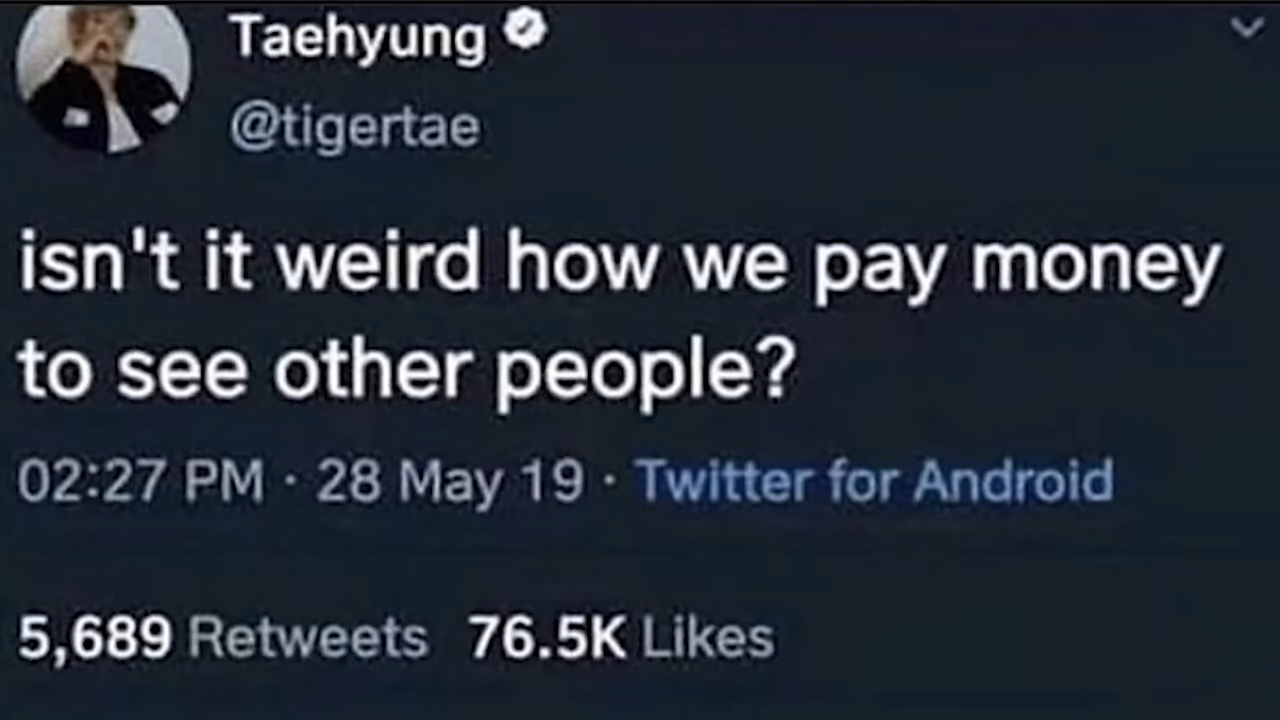 Taehyung
@tigertae
isn't it weird how we pay money
to see other people?
02:27 PM · 28 May 19 · Twitter for Android
5,689 Retweets 76.5K Likes